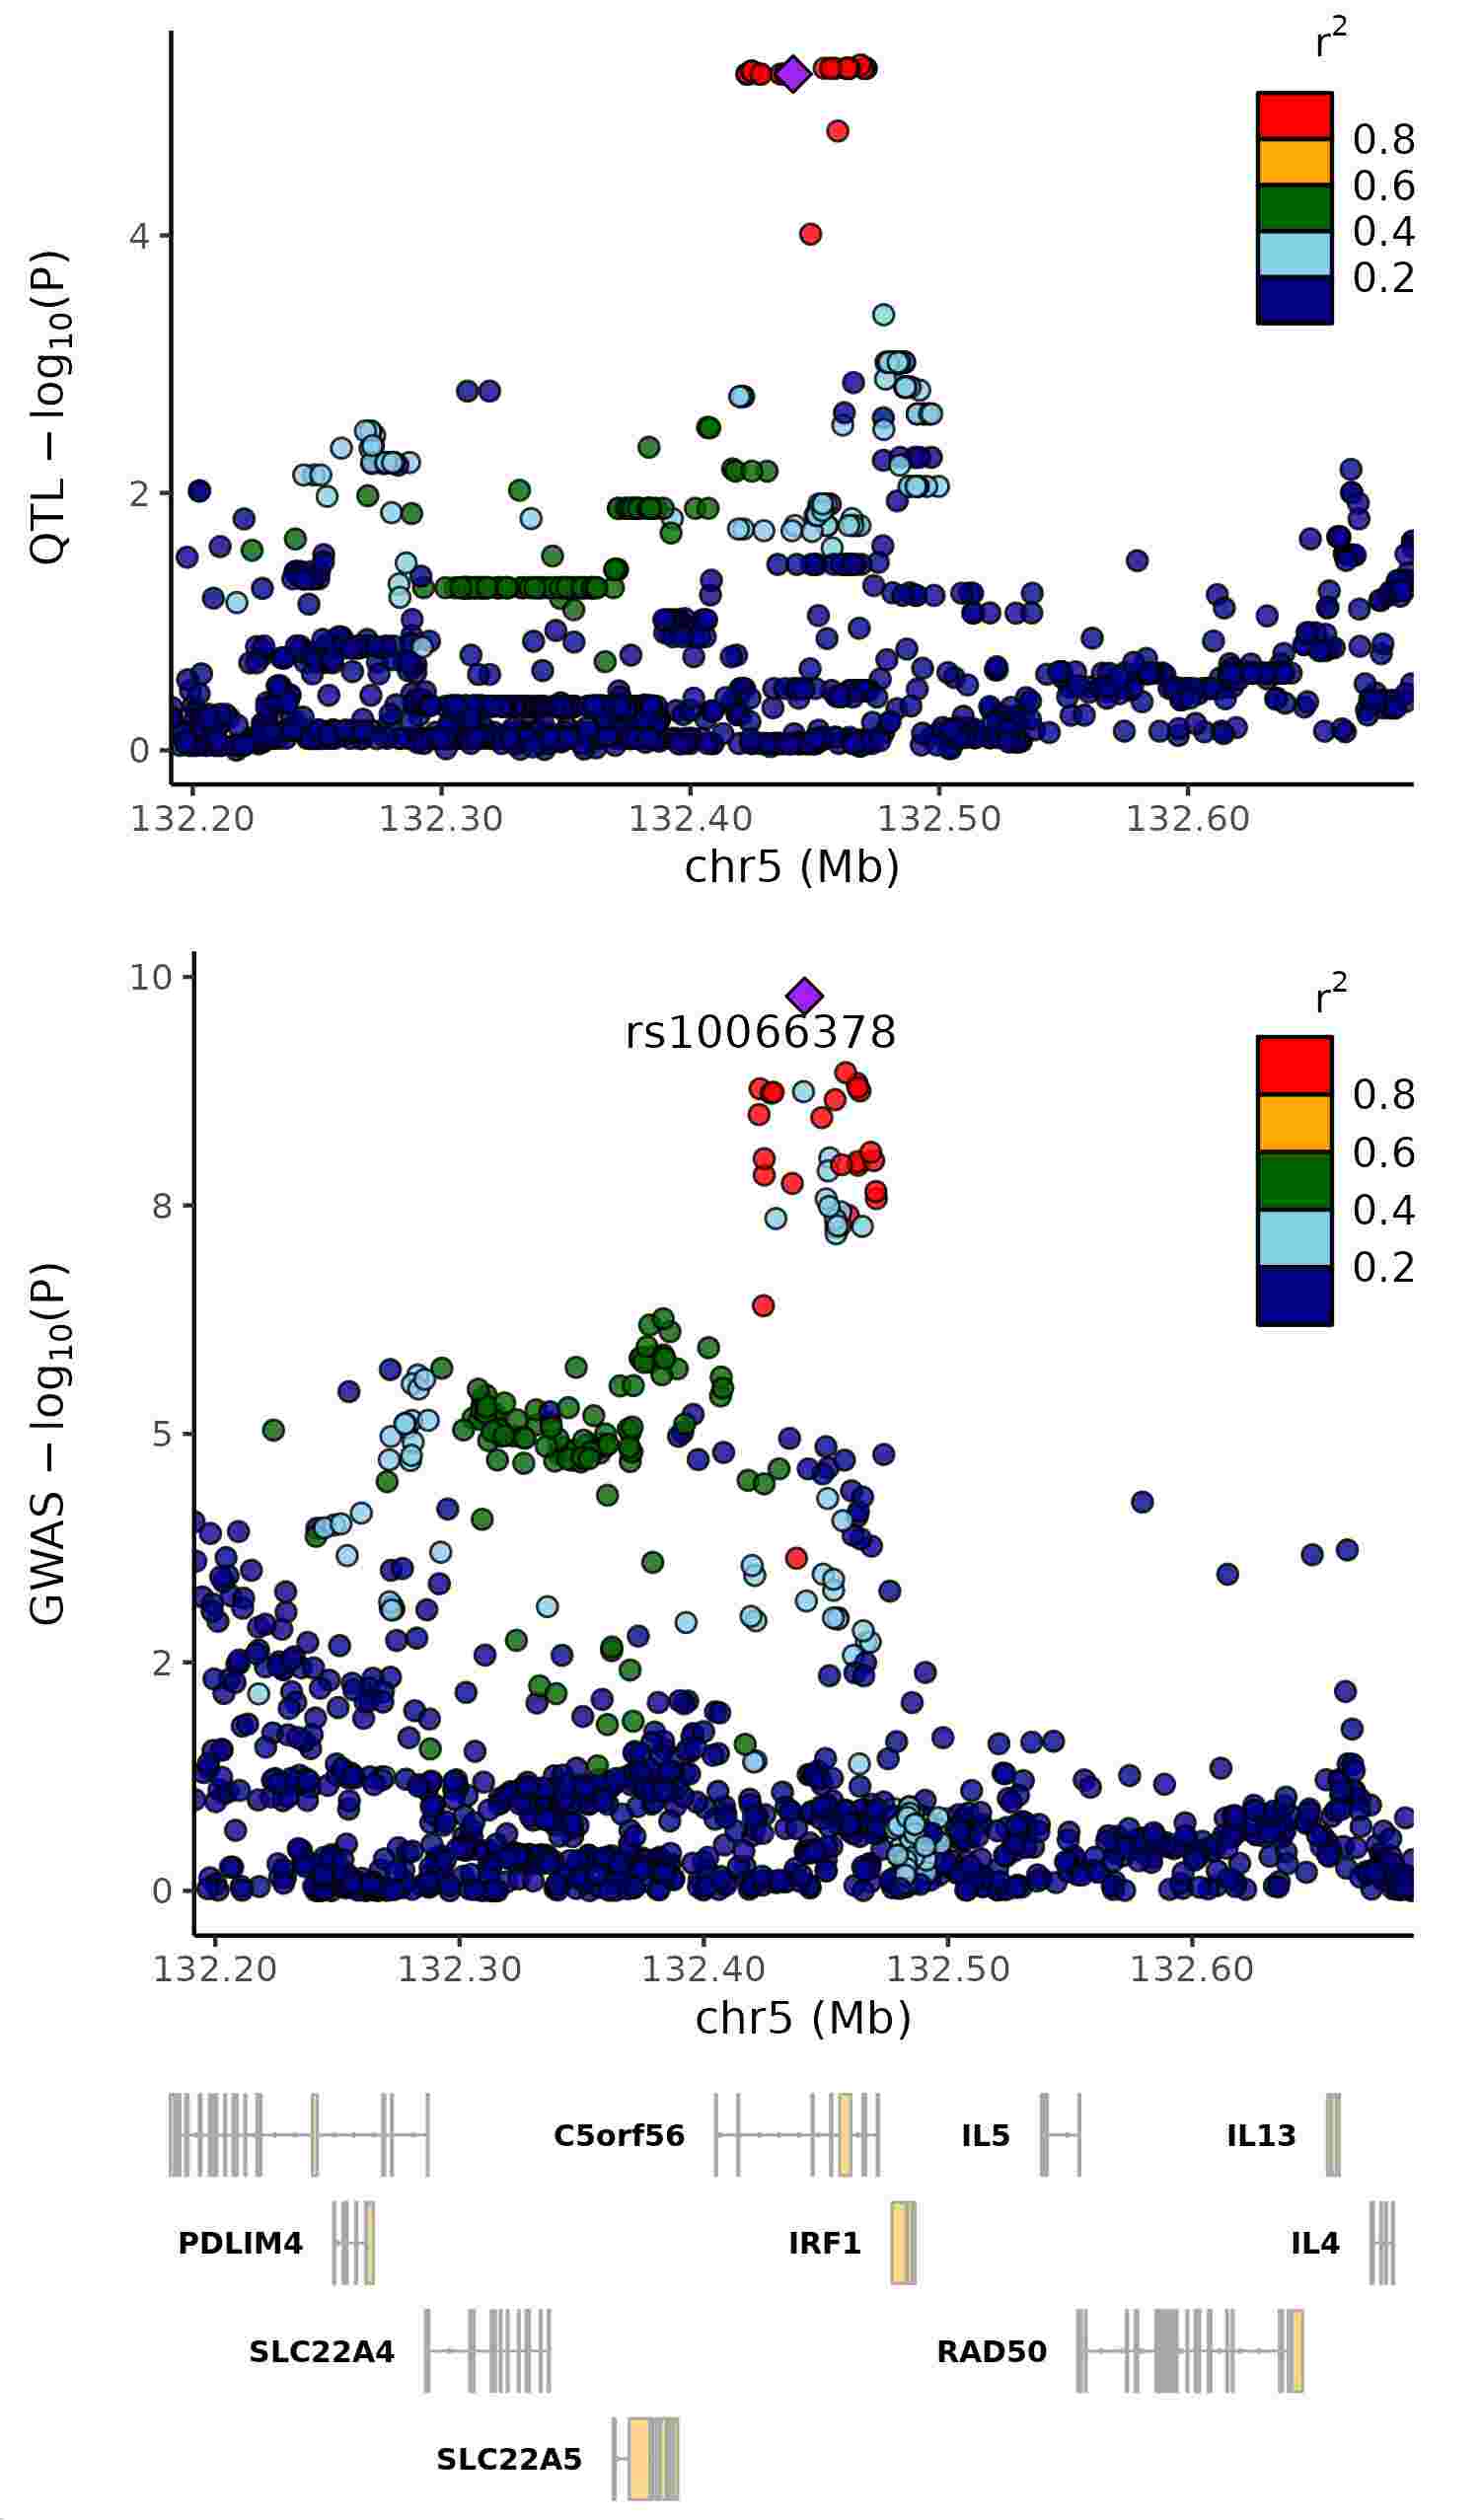 r2
0.8
0.6
0.4
0.2
4
2
0
QTL −log10(P)
132.20 132.30 132.40 132.50 132.60
chr5 (Mb)
10
8
5
2
0
GWAS −log10(P)
rs10066378
r2
0.8
0.6
0.4
0.2
132.20 132.30 132.40 132.50 132.60
chr5 (Mb)
C5orf56 IL5 IL13
PDLIM4 IRF1 IL4
SLC22A4 RAD50
SLC22A5